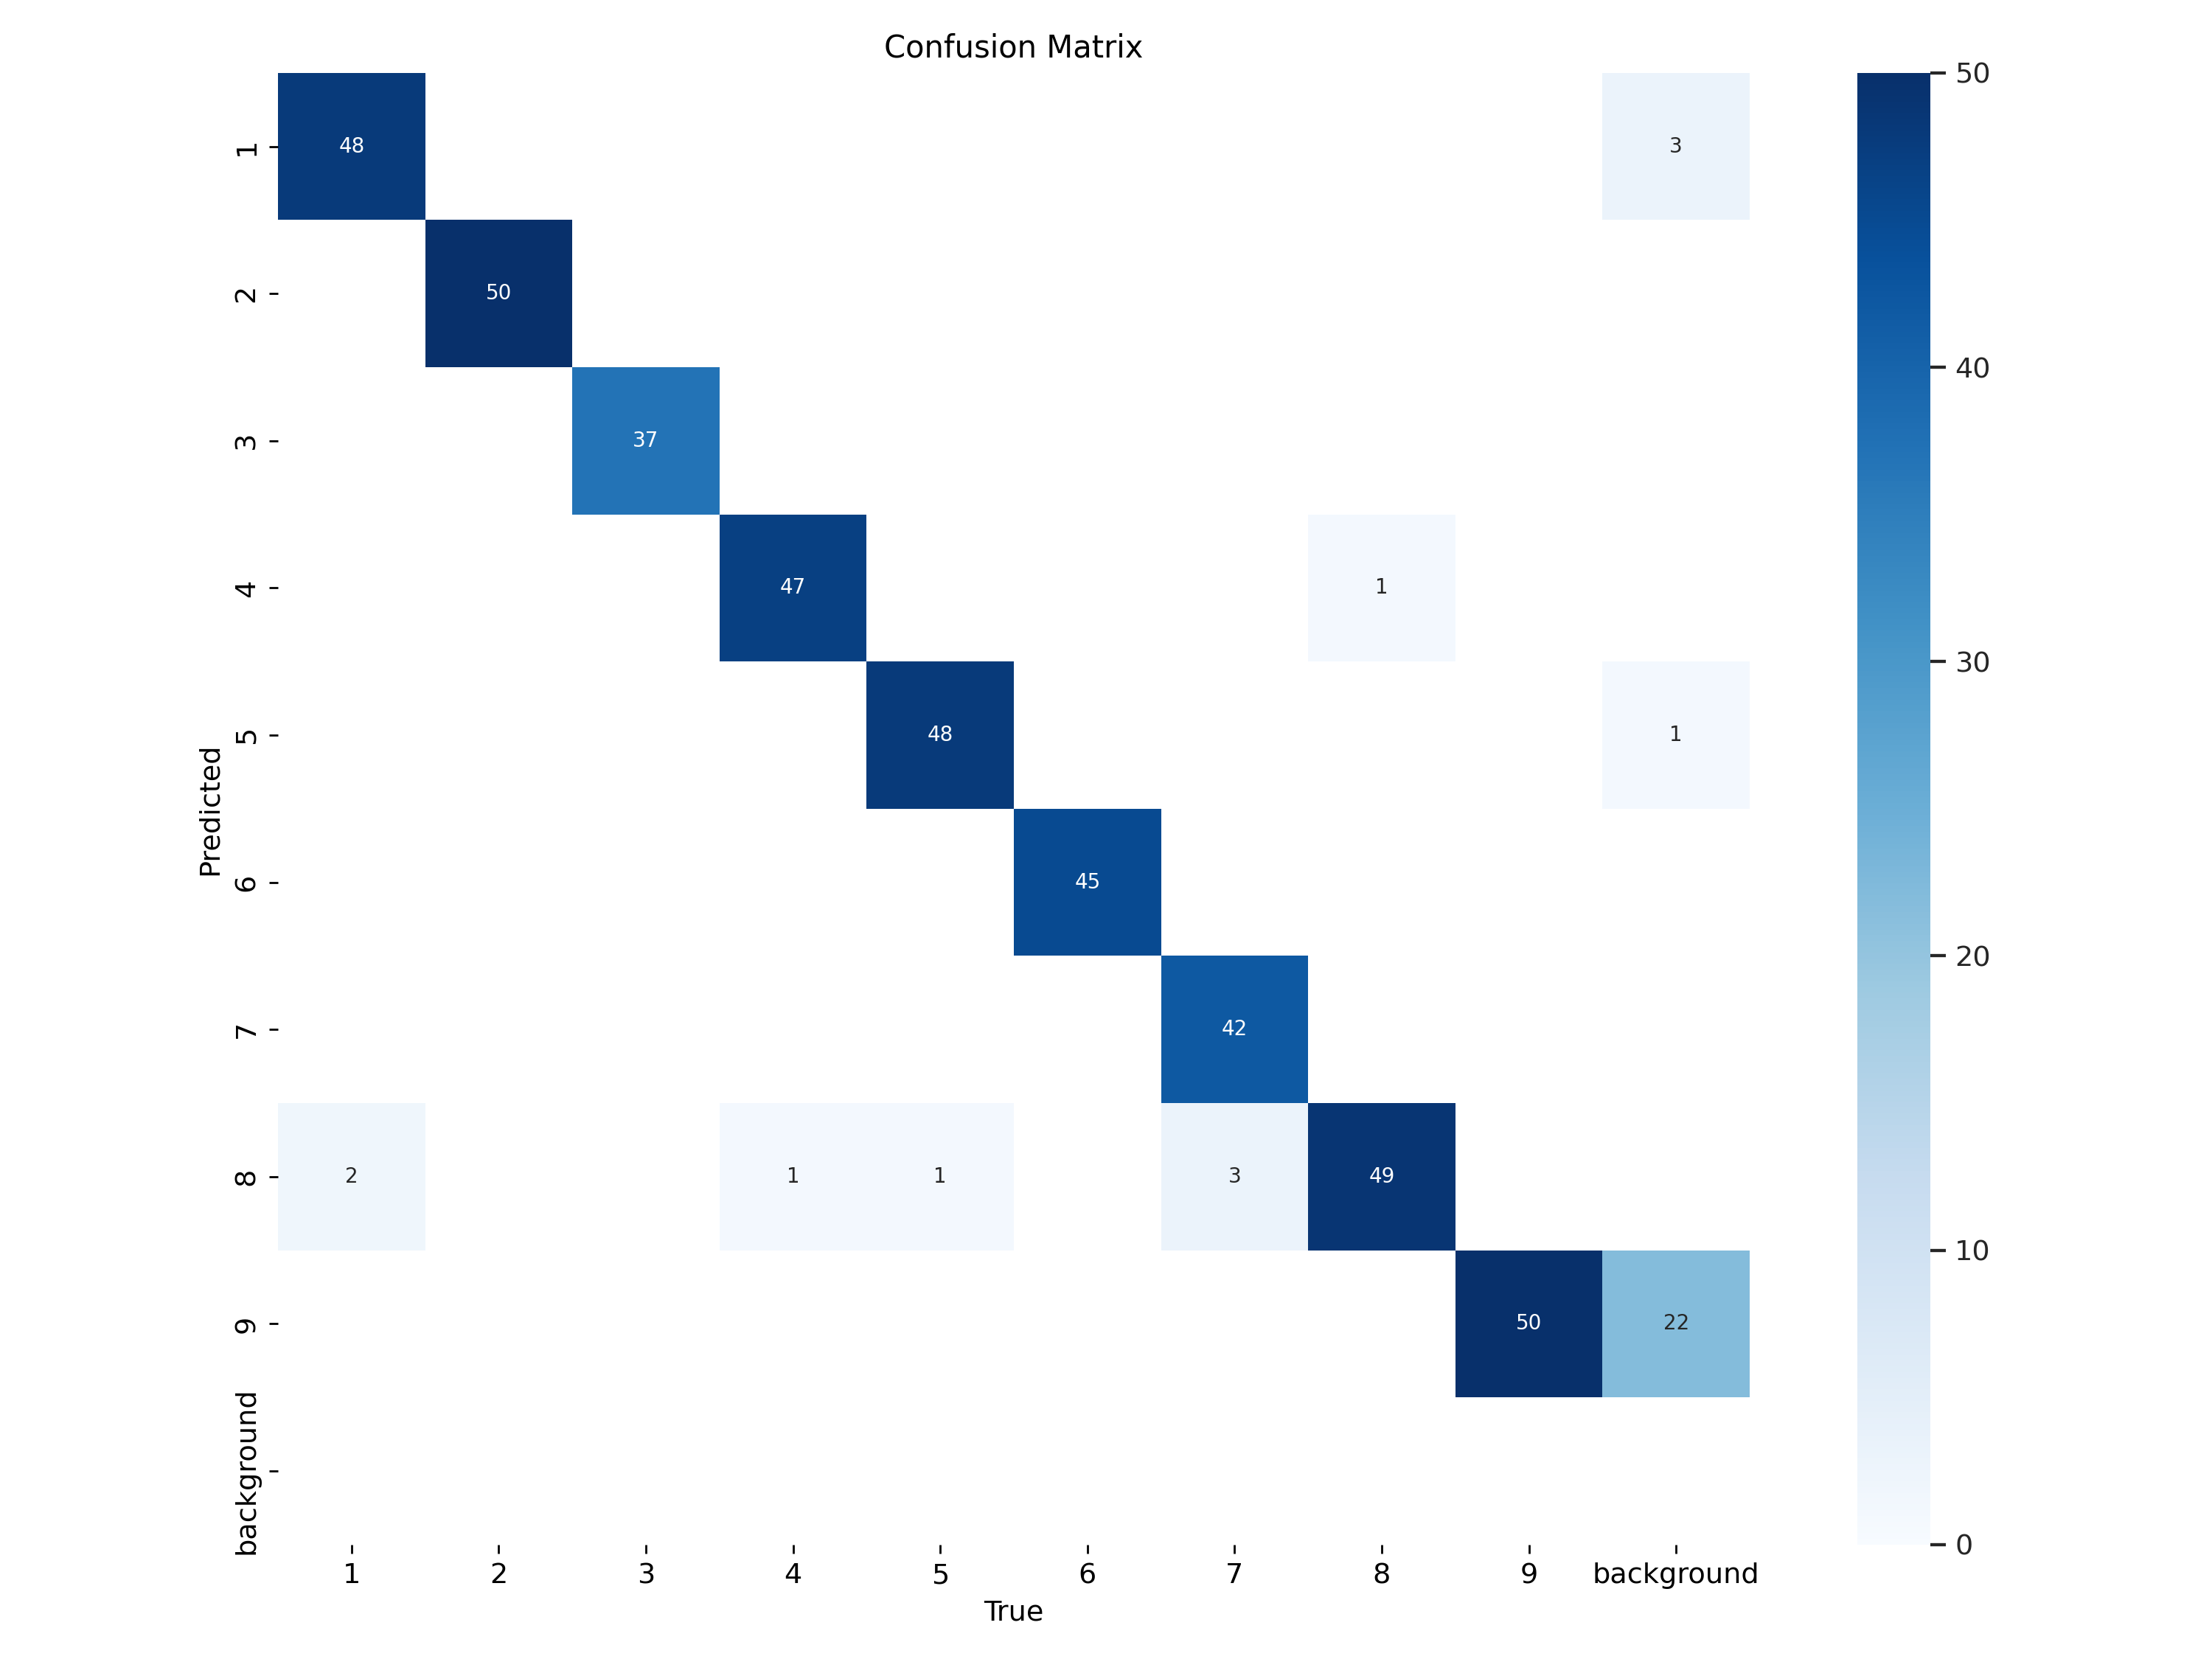 Confusion Matrix
1 48 3 50
2 50
3 37 40
4 47 1
5 48 1 30
Predicted
6 45 20
7 42
8 2 1 1 3 49 10
9 50 22
background
0
1 2 3 4 5 6 7 8 9 background
True